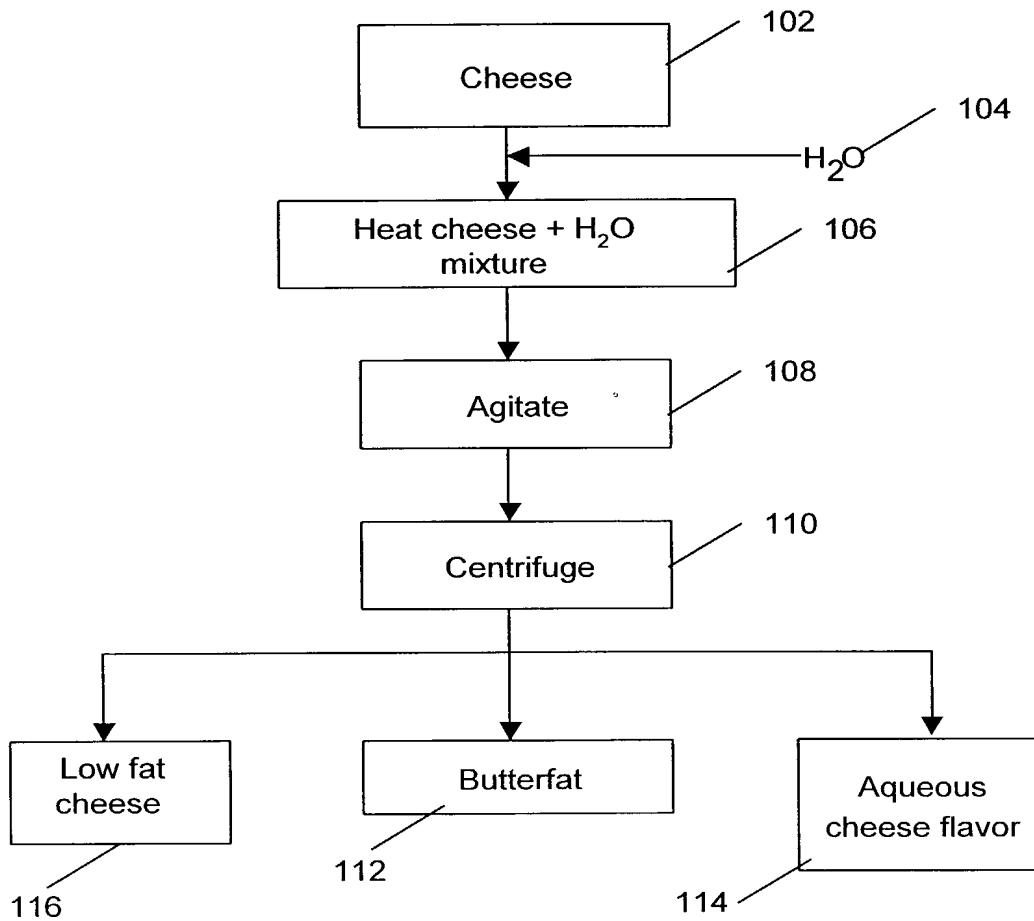 102
Cheese
104
H₂O
Heat cheese + H₂O
mixture
106
108
Agitate
110
Centrifuge
Low fat
cheese
Butterfat
Aqueous
cheese flavor
112
114
116